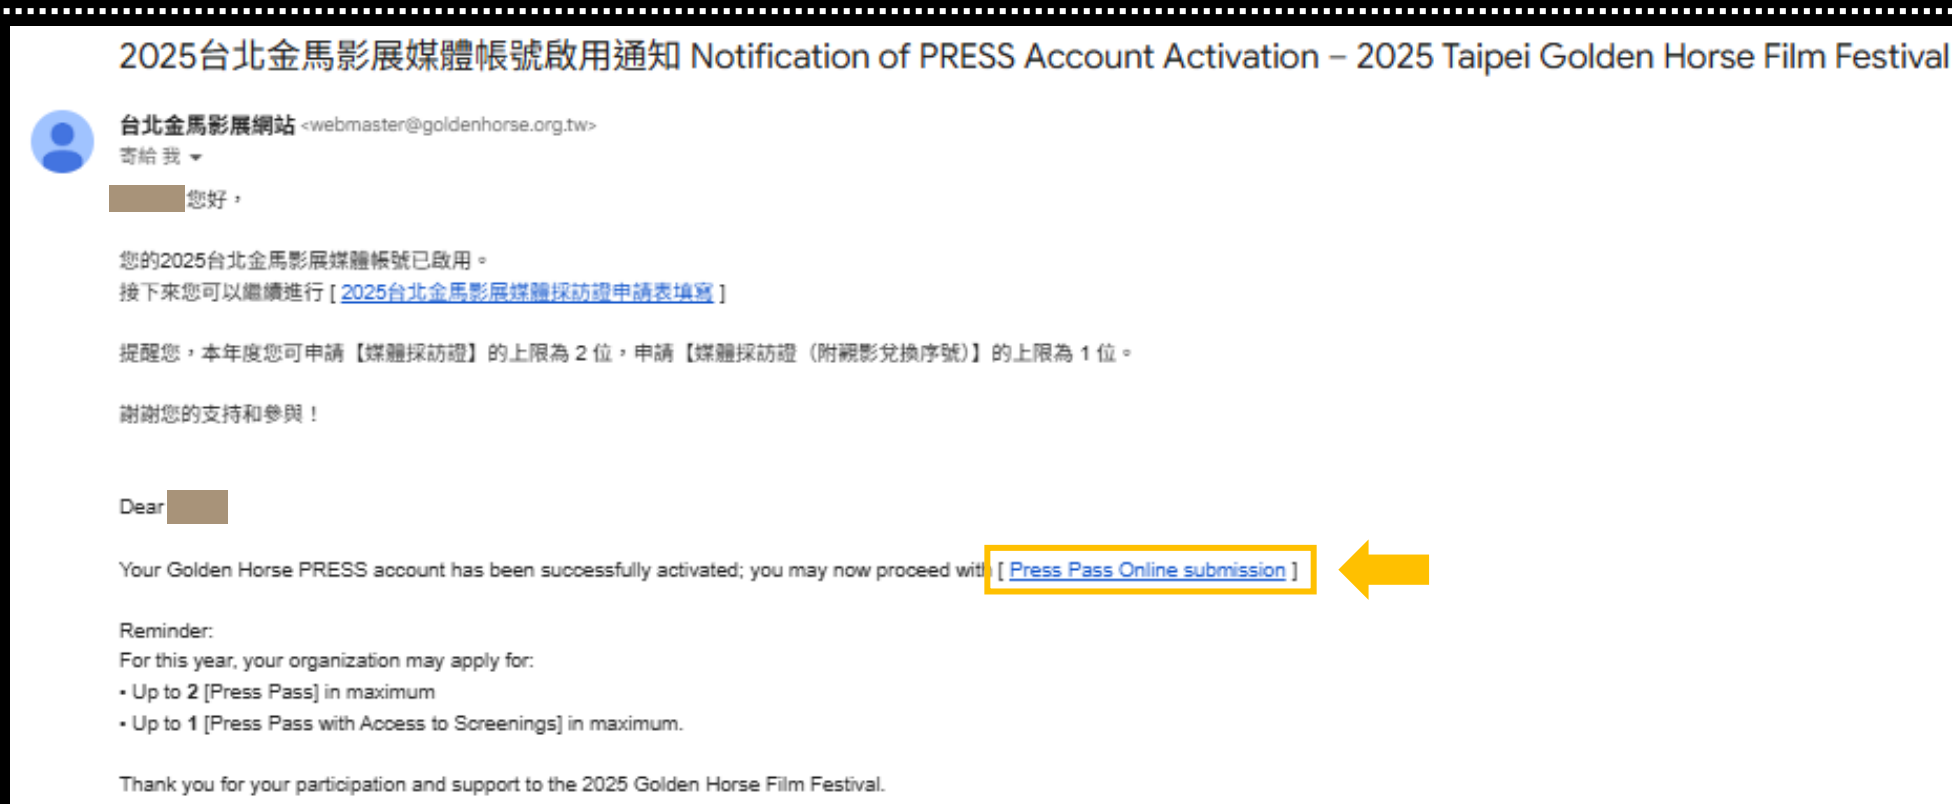 2025台北金馬影展媒體帳號啟用通知 Notification of PRESS Account Activation – 2025 Taipei Golden Horse Film Festival
台北金馬影展網站 <webmaster@goldenhorse.org.tw>
寄給 我
您好，
您的2025台北金馬影展媒體帳號已啟用。
接下來您可以繼續進行 [ 2025台北金馬影展媒體採訪證申請表填寫 ]
提醒您，本年度您可申請【媒體採訪證】的上限為 2 位，申請【媒體採訪證（附觀影兌換序號）】的上限為 1 位。
謝謝您的支持和參與！
Dear
Your Golden Horse PRESS account has been successfully activated; you may now proceed with [ Press Pass Online submission ]
Reminder:
For this year, your organization may apply for:
• Up to 2 [Press Pass] in maximum
• Up to 1 [Press Pass with Access to Screenings] in maximum.
Thank you for your participation and support to the 2025 Golden Horse Film Festival.